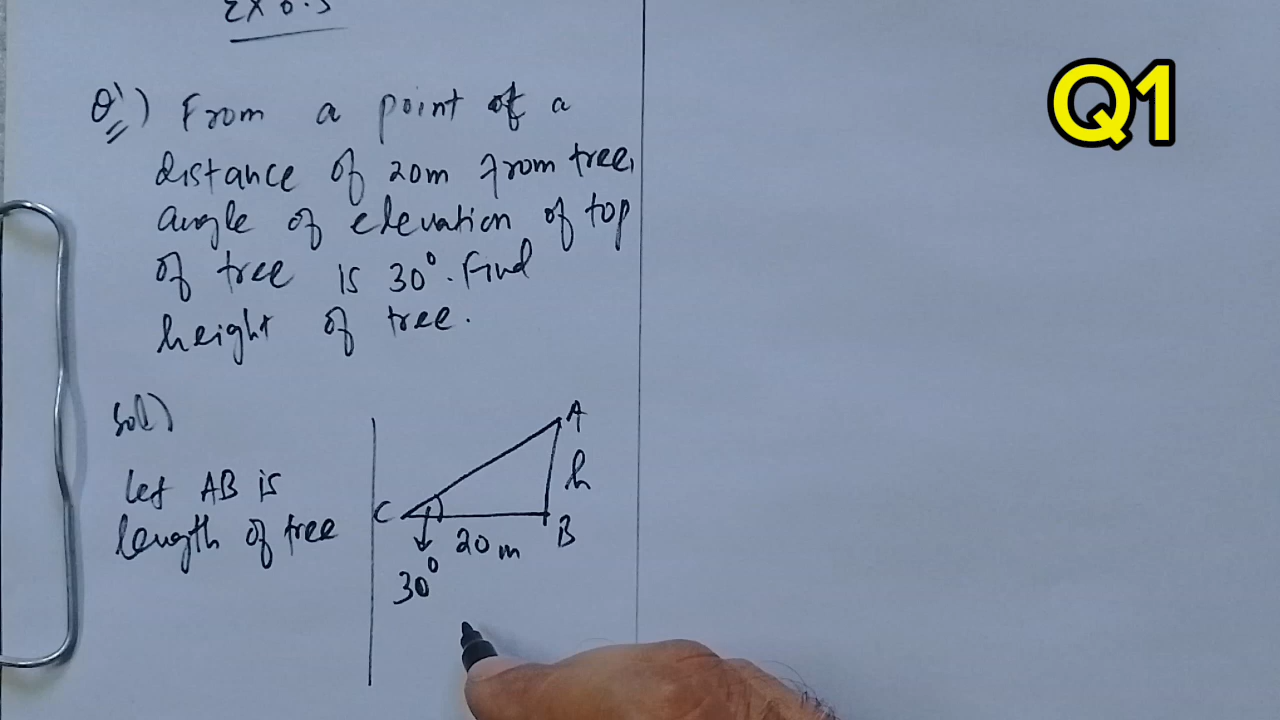 Ex 6.3
Q1) From a point of a
distance of 20m from tree,
angle of elevation of top
of tree is 30°. Find
height of tree.
Sol)
Let AB is
length of tree
A
h
C
B
20 m
30°
Q1